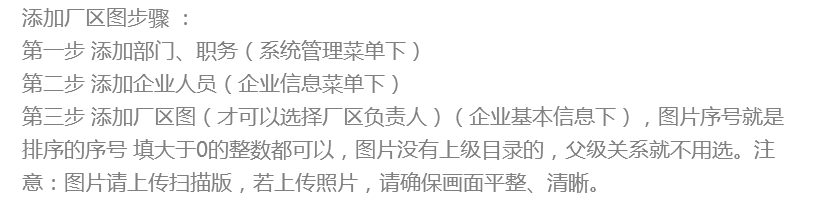 添加厂区图步骤 ：
第一步 添加部门、职务（系统管理菜单下）
第二步 添加企业人员（企业信息菜单下）
第三步 添加厂区图（才可以选择厂区负责人）（企业基本信息下），图片序号就是
排序的序号 填大于0的整数都可以，图片没有上级目录的，父级关系就不用选。注
意：图片请上传扫描版，若上传照片，请确保画面平整、清晰。